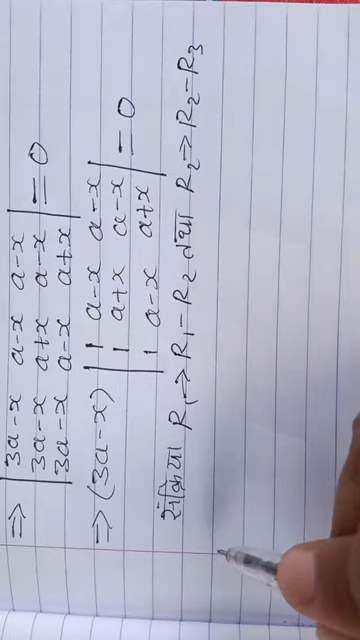 ⇒ |3a-x a-x a-x|
|3a-x a+x a-x| = 0
|3a-x a-x a+x|
⇒ (3a-x) |1 a-x a-x|
|1 a+x a-x| = 0
|1 a-x a+x|
संक्रिया R₁→R₁-R₂ तथा R₂→R₂-R₃